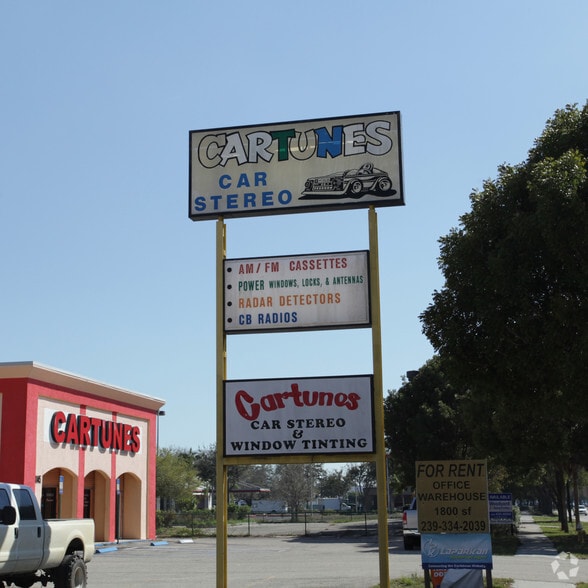 CARTUNES
CAR
STEREO
• AM/FM CASSETTES
• POWER WINDOWS, LOCKS, & ANTENNAS
• RADAR DETECTORS
• CB RADIOS
Cartunes
CAR STEREO
&
WINDOW TINTING
CARTUNES
FOR RENT
OFFICE
WAREHOUSE
1800 sf
239-334-2039